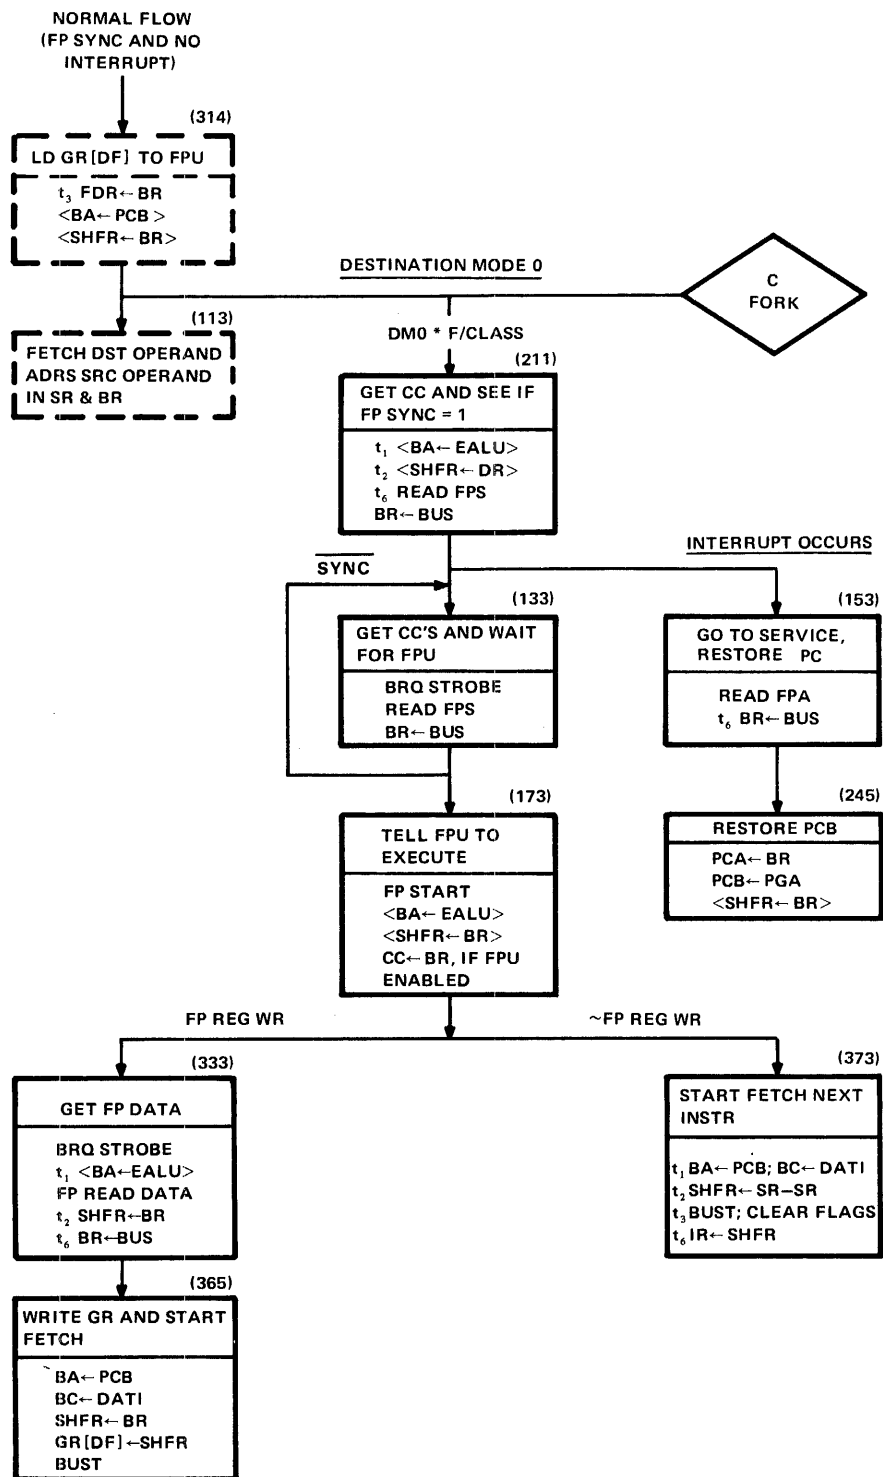 NORMAL FLOW
(FP SYNC AND NO
INTERRUPT)
(314)
LD GR[DF] TO FPU
t3 FDR←BR
<BA←PCB>
<SHFR←BR>
DESTINATION MODE 0
C
FORK
(113)
FETCH DST OPERAND
ADRS SRC OPERAND
IN SR & BR
DM0 * F/CLASS
(211)
GET CC AND SEE IF
FP SYNC = 1
t1 <BA←EALU>
t2 <SHFR←DR>
t6 READ FPS
BR←BUS
SYNC
INTERRUPT OCCURS
(133)
GET CC'S AND WAIT
FOR FPU
BRQ STROBE
READ FPS
BR←BUS
(153)
GO TO SERVICE,
RESTORE PC
READ FPA
t6 BR←BUS
(173)
TELL FPU TO
EXECUTE
FP START
<BA←EALU>
<SHFR←BR>
CC←BR, IF FPU
ENABLED
(245)
RESTORE PCB
PCA←BR
PCB←PGA
<SHFR←BR>
FP REG WR
~FP REG WR
(333)
GET FP DATA
BRQ STROBE
t1 <BA←EALU>
FP READ DATA
t2 SHFR←BR
t6 BR←BUS
(373)
START FETCH NEXT
INSTR
t1 BA←PCB; BC←DATI
t2 SHFR←SR−SR
t3 BUST; CLEAR FLAGS
t6 IR←SHFR
(365)
WRITE GR AND START
FETCH
BA←PCB
BC←DATI
SHFR←BR
GR[DF]←SHFR
BUST